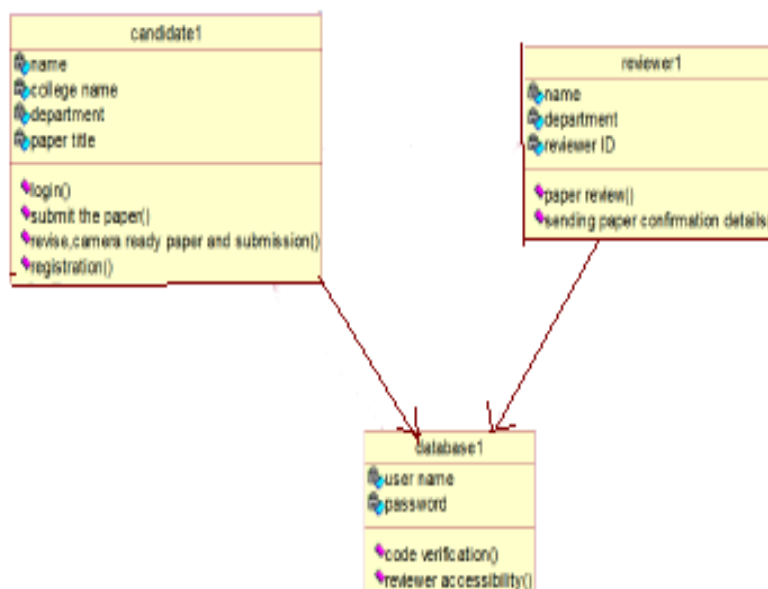 candidate1
name
college name
department
paper title
login()
submit the paper()
revise,camera ready paper and submission()
registration()
reviewer1
name
department
reviewer ID
paper review()
sending paper confirmation details(
database1
user name
password
code verification()
reviewer accessibility()